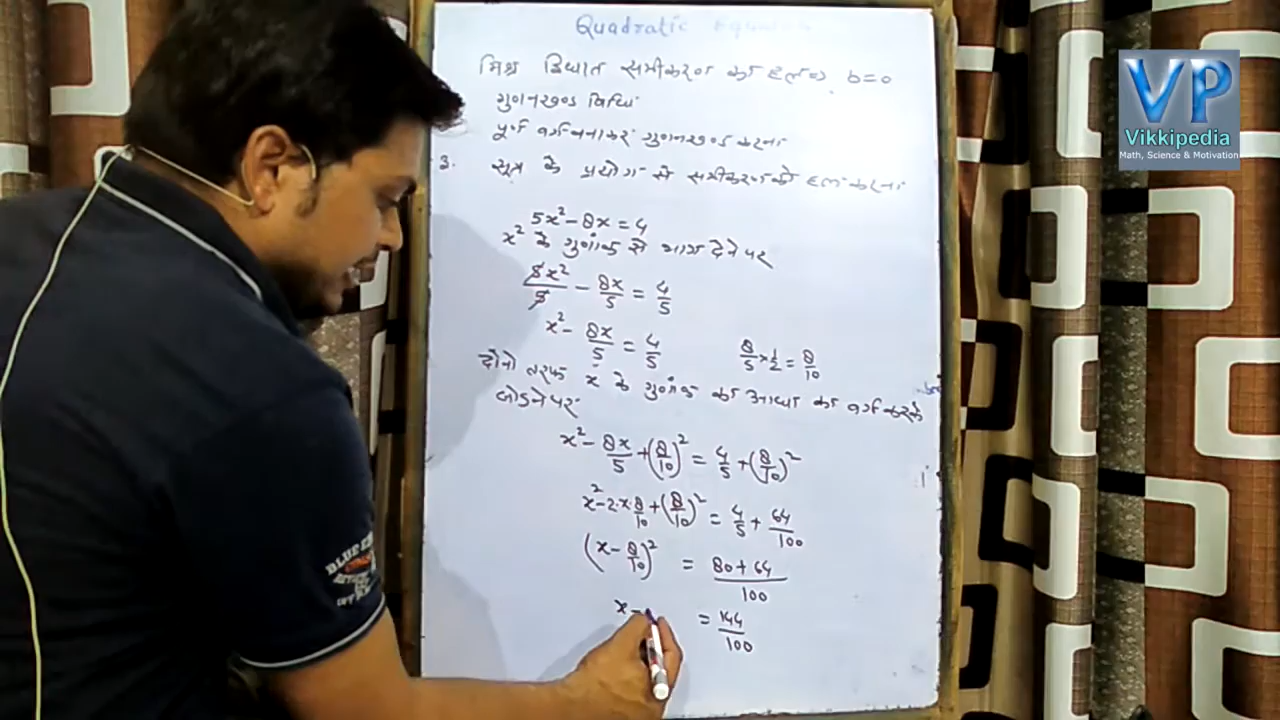 Quadratic Equation
मिश्र द्विघात समीकरण का हल ⇒ b=0
गुणनखण्ड विधि
पूर्ण वर्ग बनाकर गुणनखण्ड करना
3. सूत्र के प्रयोग से समीकरण को हल करना
5x² - 8x = 4
x² के गुणांक से भाग देने पर
5x²/5 - 8x/5 = 4/5
x² - 8x/5 = 4/5
8/5 × 1/2 = 8/10
दोनो तरफ x के गुणांक का आधा का वर्ग करके
जोडने पर
x² - 8x/5 + (8/10)² = 4/5 + (8/10)²
x² - 2·x·8/10 + (8/10)² = 4/5 + 64/100
(x - 8/10)² = 80 + 64/100
x - = 144/100
VP
Vikkipedia
Math, Science & Motivation